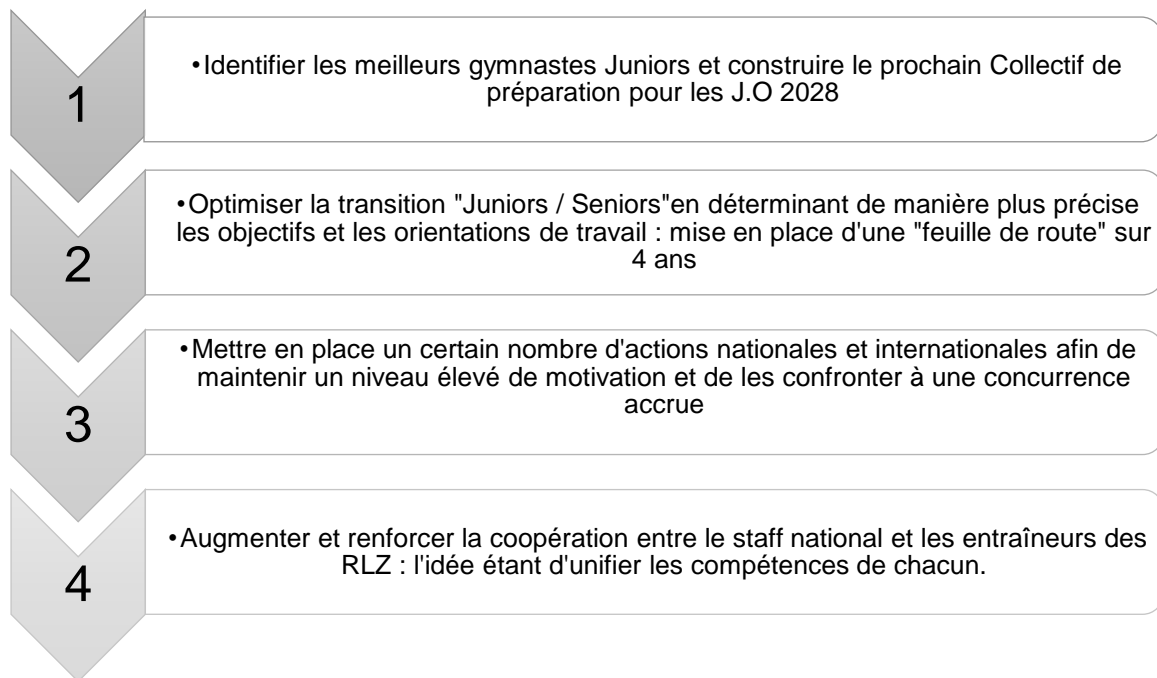 1
•Identifier les meilleurs gymnastes Juniors et construire le prochain Collectif de
préparation pour les J.O 2028
2
•Optimiser la transition "Juniors / Seniors"en déterminant de manière plus précise
les objectifs et les orientations de travail : mise en place d'une "feuille de route" sur
4 ans
3
•Mettre en place un certain nombre d'actions nationales et internationales afin de
maintenir un niveau élevé de motivation et de les confronter à une concurrence
accrue
4
•Augmenter et renforcer la coopération entre le staff national et les entraîneurs des
RLZ : l'idée étant d'unifier les compétences de chacun.